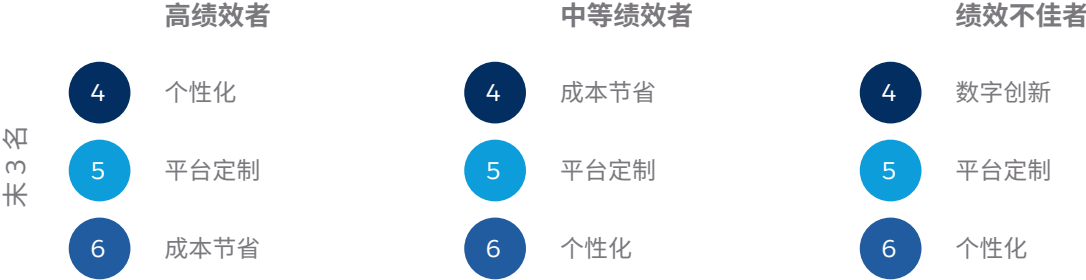 高绩效者 中等绩效者 绩效不佳者
末 3 名
4 个性化 4 成本节省 4 数字创新
5 平台定制 5 平台定制 5 平台定制
6 成本节省 6 个性化 6 个性化